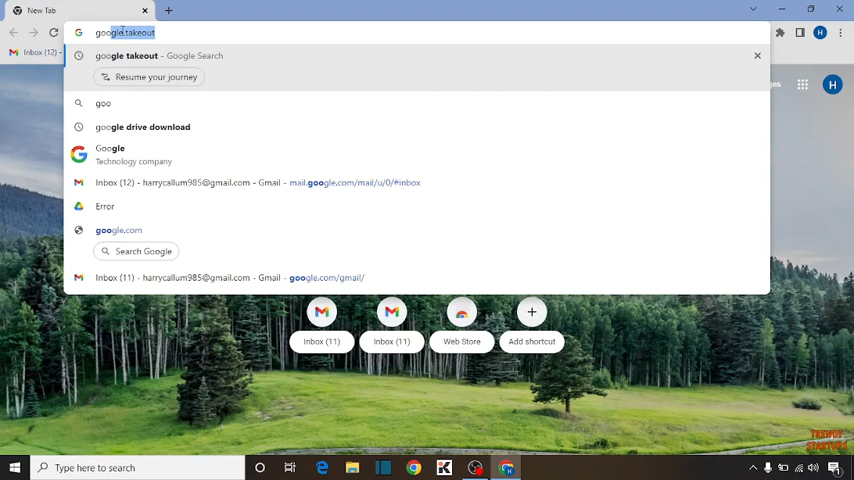 New Tab
google takeout
H
Inbox (12) -
ges
H
google takeout - Google Search
Resume your journey
goo
google drive download
Google
Technology company
Inbox (12) - harrycallum985@gmail.com - Gmail - mail.google.com/mail/u/0/#inbox
Error
google.com
Search Google
Inbox (11) - harrycallum985@gmail.com - Gmail - google.com/gmail/
Inbox (11)
Inbox (11)
Web Store
Add shortcut
TRENDY
STARTUPS
Type here to search